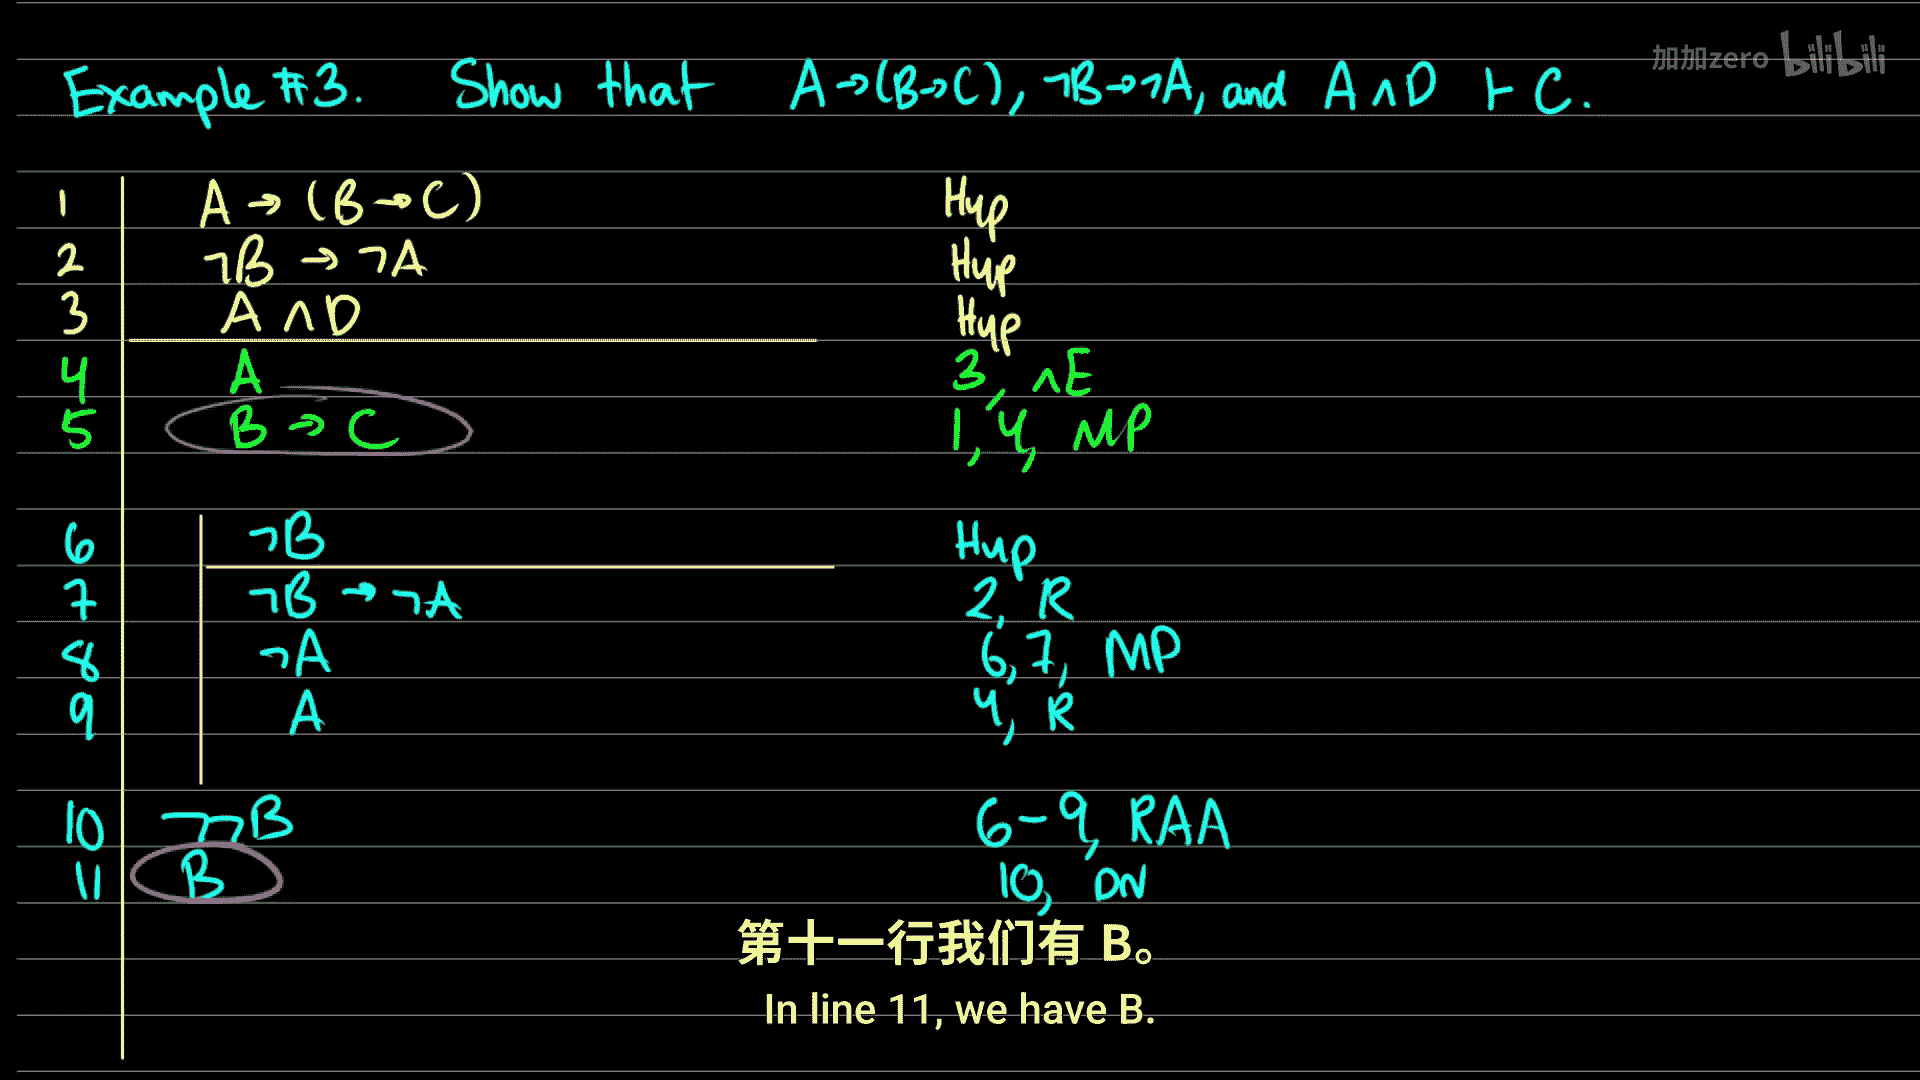 加加zero bilibili
Example #3. Show that A→(B→C), ¬B→¬A, and A∧D ⊢ C.
1 A → (B → C) Hyp
2 ¬B → ¬A Hyp
3 A ∧ D Hyp
4 A 3, ∧E
5 B → C 1, 4, MP
6 ¬B Hyp
7 ¬B → ¬A 2, R
8 ¬A 6, 7, MP
9 A 4, R
10 ¬¬B 6-9, RAA
11 B 10, DN
第十一行我们有 B。
In line 11, we have B.